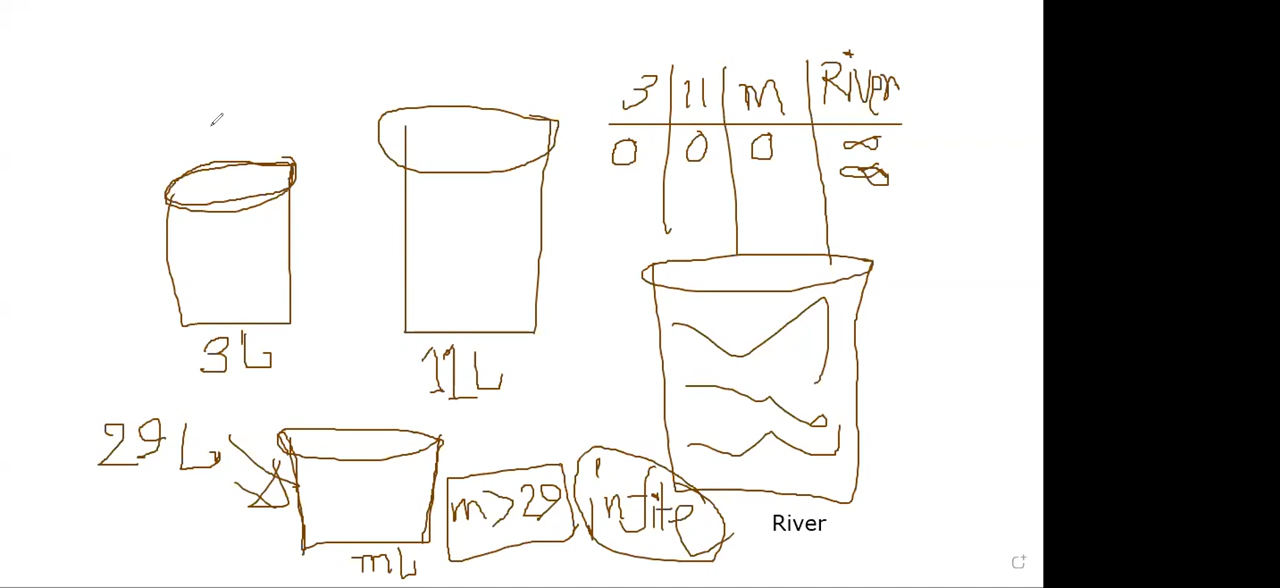 3 11 m River
0 0 0 ∞
∞
3L 11L
29L
m>29 infite
mL
River